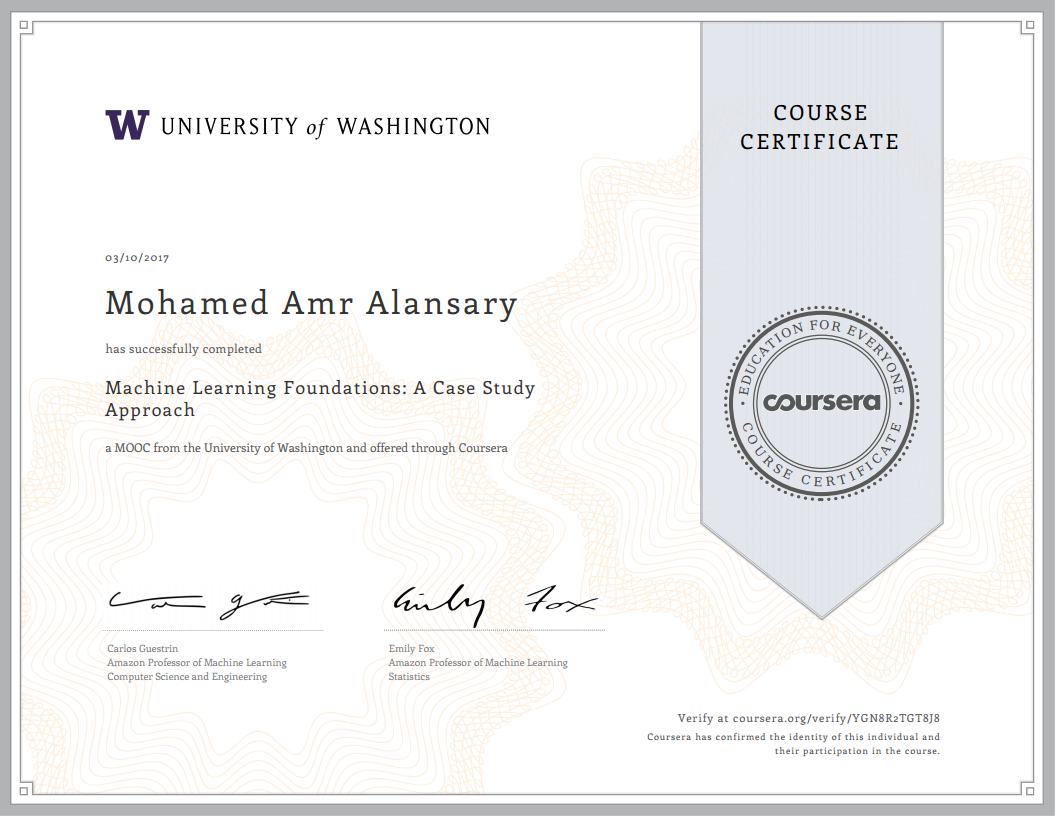 W UNIVERSITY of WASHINGTON
COURSE
CERTIFICATE
03/10/2017
Mohamed Amr Alansary
has successfully completed
Machine Learning Foundations: A Case Study
Approach
a MOOC from the University of Washington and offered through Coursera
EDUCATION FOR EVERYONE
coursera
COURSE CERTIFICATE
Emily Fox
Carlos Guestrin
Amazon Professor of Machine Learning
Computer Science and Engineering
Emily Fox
Amazon Professor of Machine Learning
Statistics
Verify at coursera.org/verify/YGN8R2TGT8J8
Coursera has confirmed the identity of this individual and
their participation in the course.